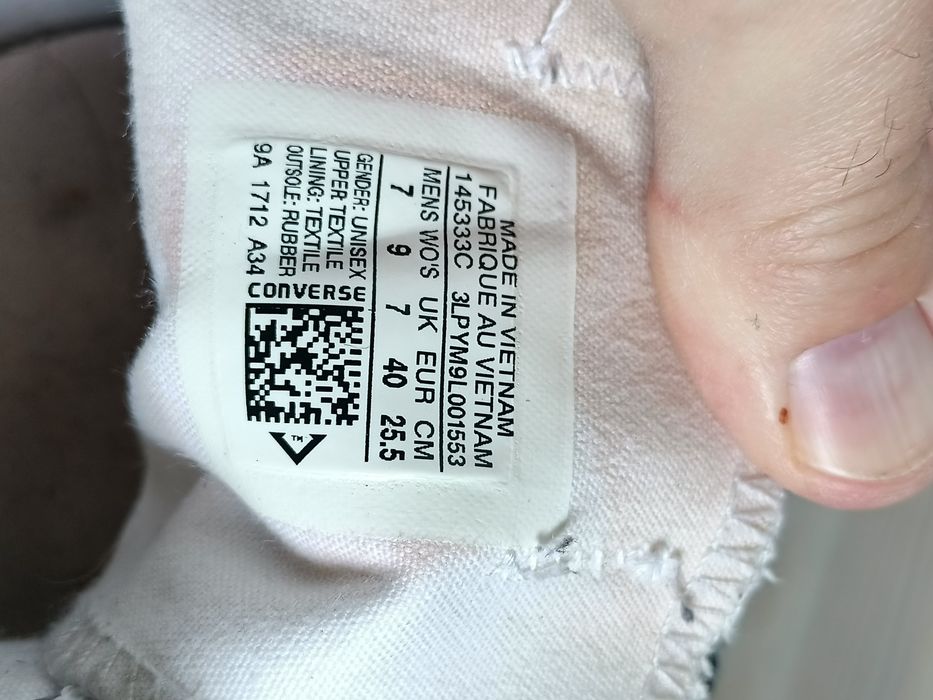 MADE IN VIETNAM
FABRIQUE AU VIETNAM
145333C 3LPYM9L001553
MENS WO'S UK EUR CM
7 9 7 40 25.5
GENDER: UNISEX
UPPER: TEXTILE
LINING: TEXTILE
OUTSOLE: RUBBER
9A 1712 A34
CONVERSE
TM